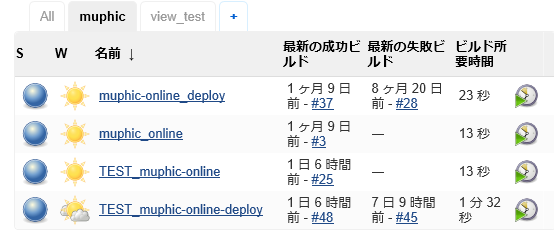 All muphic view_test +
S W 名前 ↓ 最新の成功ビルド 最新の失敗ビルド ビルド所要時間
muphic-online_deploy 1 ヶ月 9 日前 - #37 8 ヶ月 20 日前 - #28 23 秒
muphic_online 1 ヶ月 9 日前 - #3 — 13 秒
TEST_muphic-online 1 日 6 時間前 - #25 — 13 秒
TEST_muphic-online-deploy 1 日 6 時間前 - #48 7 日 9 時間前 - #45 1 分 32 秒